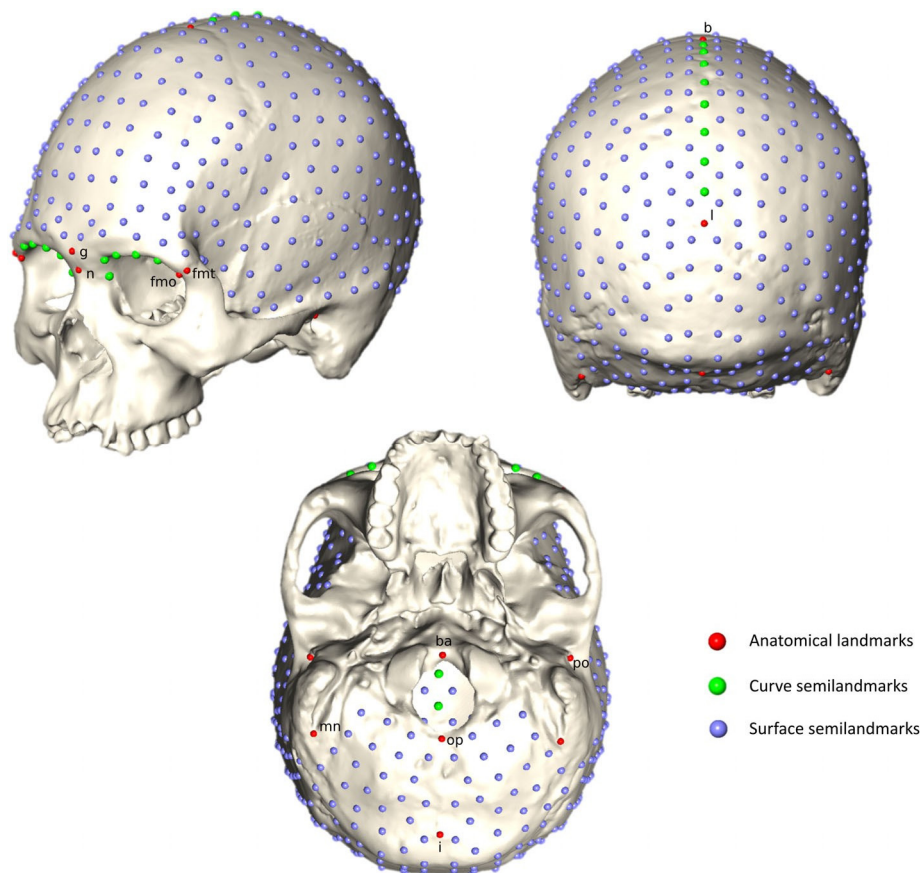 b
l
g
n
fmo
fmt
ba
po
mn
op
i
Anatomical landmarks
Curve semilandmarks
Surface semilandmarks